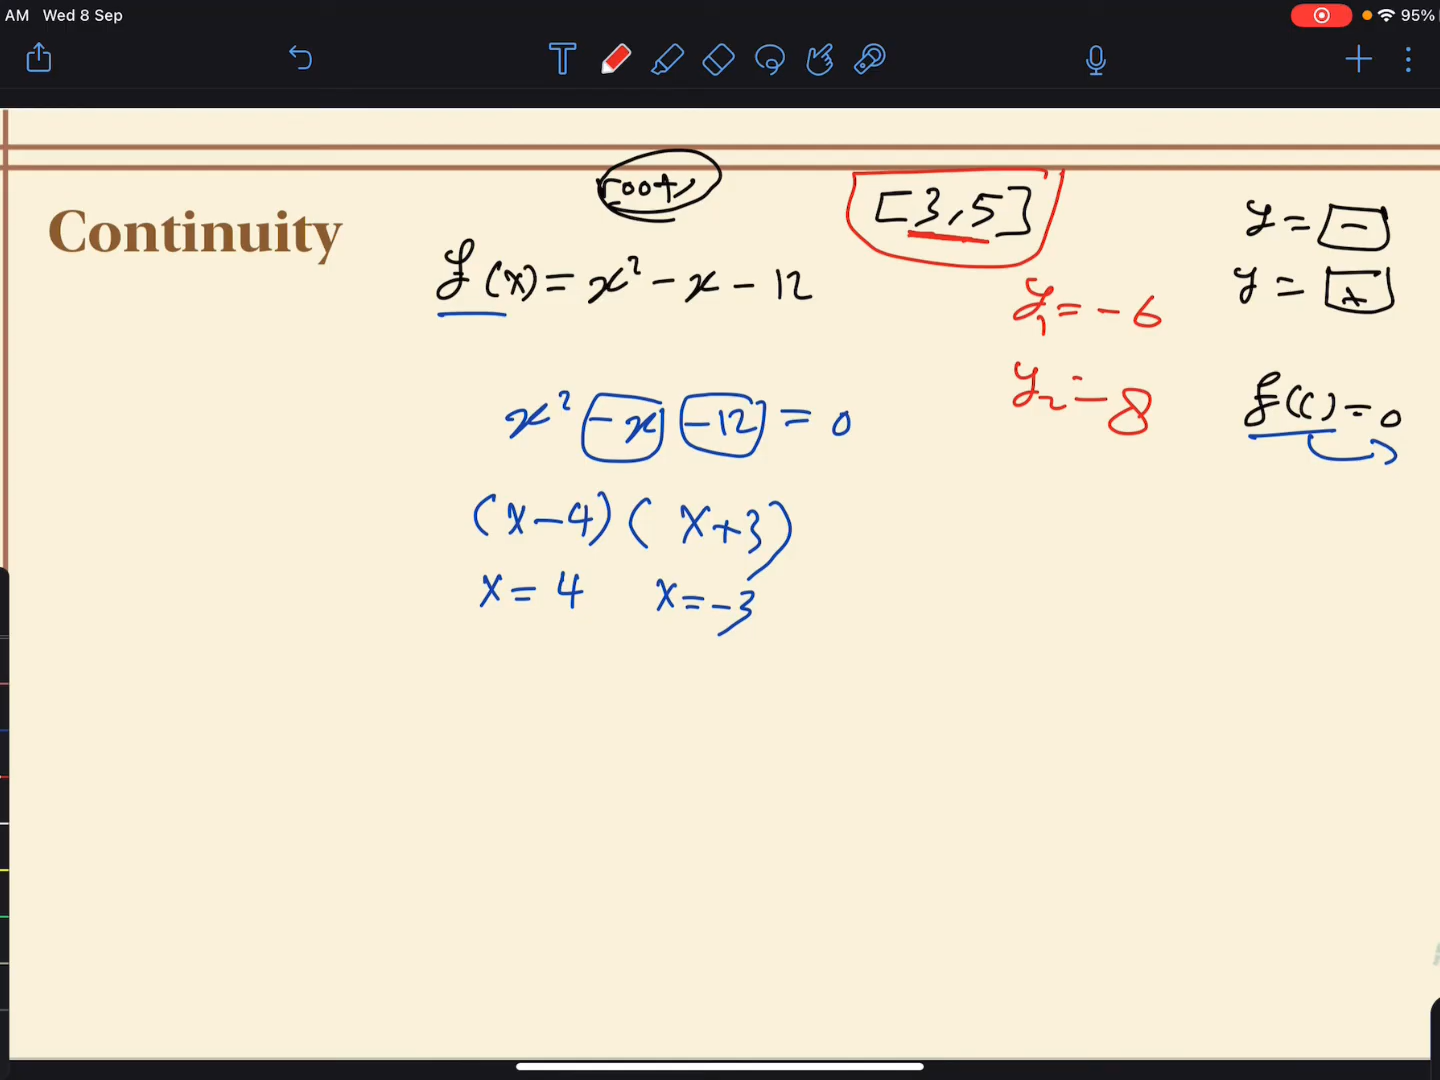 AM Wed 8 Sep 95%
T
root
[3,5]
y = -
Continuity
f(x) = x² - x - 12
y = +
y₁ = -6
y₂ = 8
f(c) = 0
x² - x - 12 = 0
(x-4)(x+3)
x = 4 x = -3